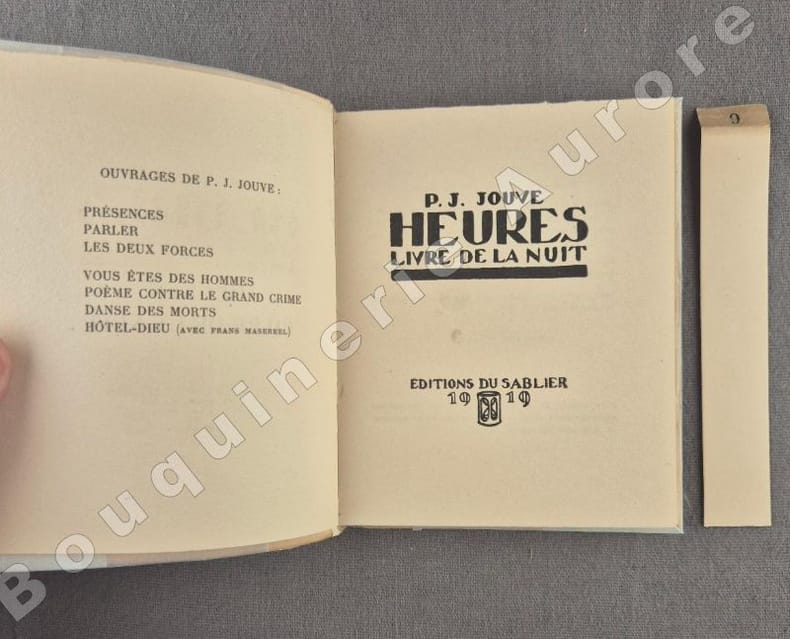 OUVRAGES DE P. J. JOUVE :
PRÉSENCES
PARLER
LES DEUX FORCES
VOUS ÊTES DES HOMMES
POÈME CONTRE LE GRAND CRIME
DANSE DES MORTS
HÔTEL-DIEU (AVEC FRANS MASEREEL)
P. J. JOUVE
HEURES
LIVRE DE LA NUIT
EDITIONS DU SABLIER
19 19
9
Bouquinerie Aurore